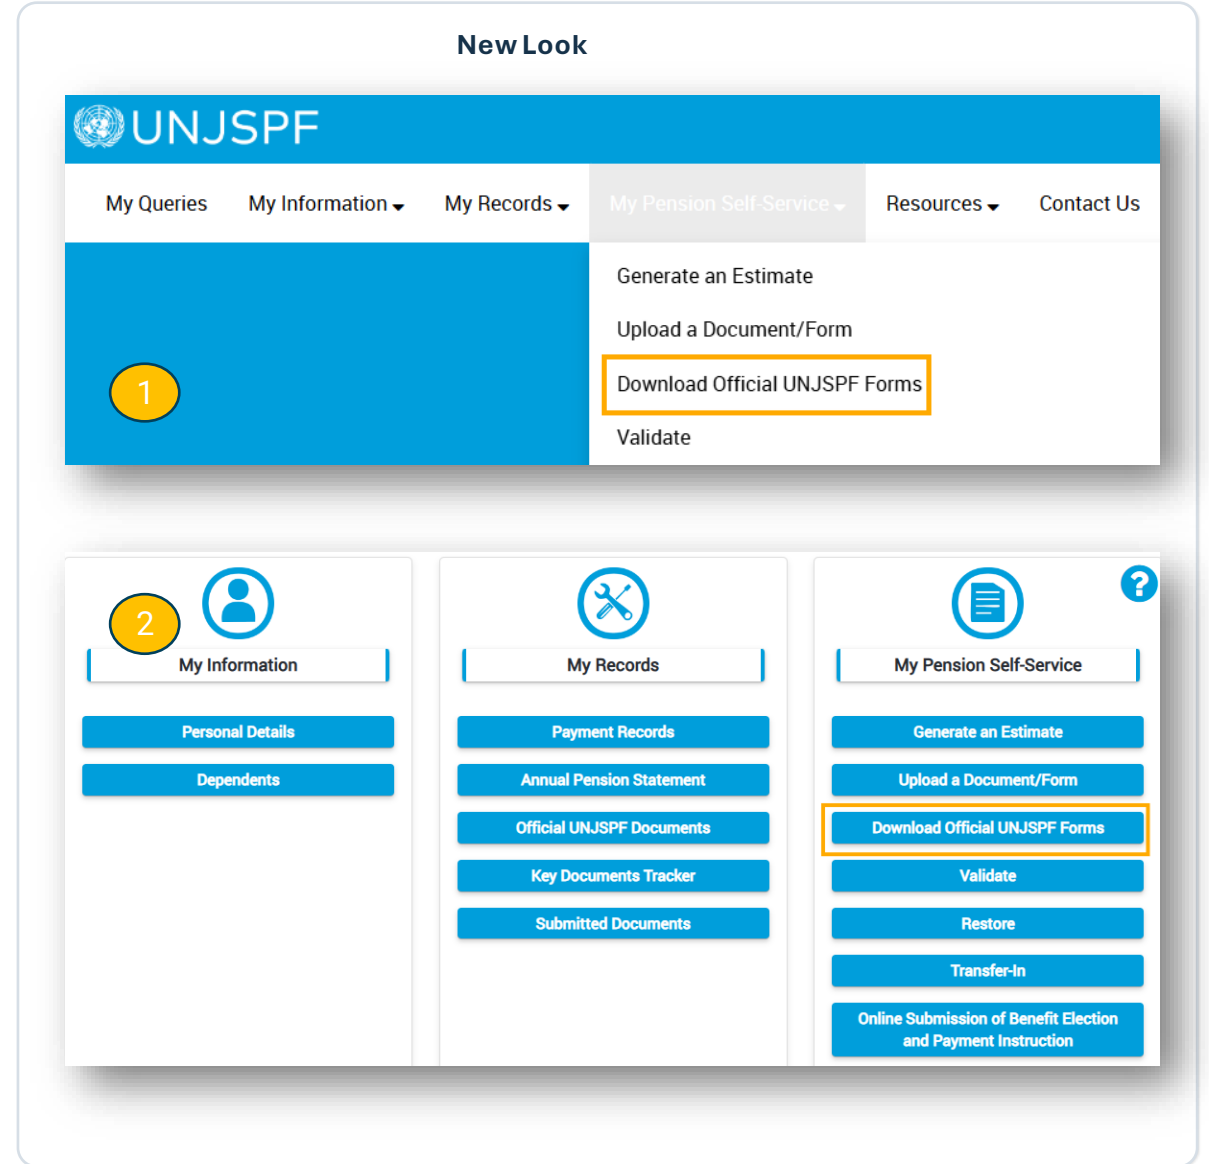 New Look
UNJSPF
My Queries My Information My Records My Pension Self-Service Resources Contact Us
Generate an Estimate
Upload a Document/Form
Download Official UNJSPF Forms
Validate
1
2
?
My Information
Personal Details
Dependents
My Records
Payment Records
Annual Pension Statement
Official UNJSPF Documents
Key Documents Tracker
Submitted Documents
My Pension Self-Service
Generate an Estimate
Upload a Document/Form
Download Official UNJSPF Forms
Validate
Restore
Transfer-In
Online Submission of Benefit Election
and Payment Instruction